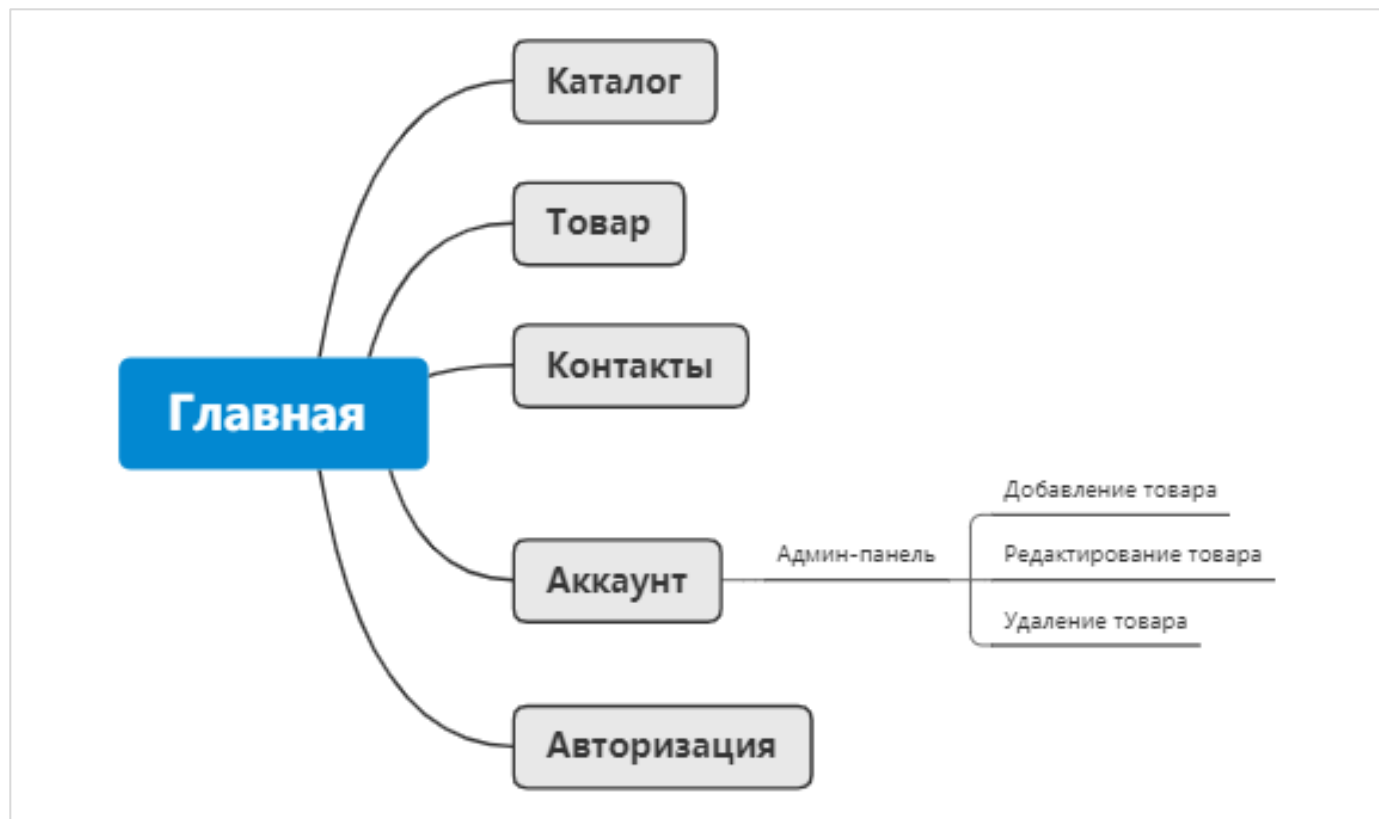 Каталог
Товар
Контакты
Главная
Добавление товара
Админ-панель
Редактирование товара
Аккаунт
Удаление товара
Авторизация